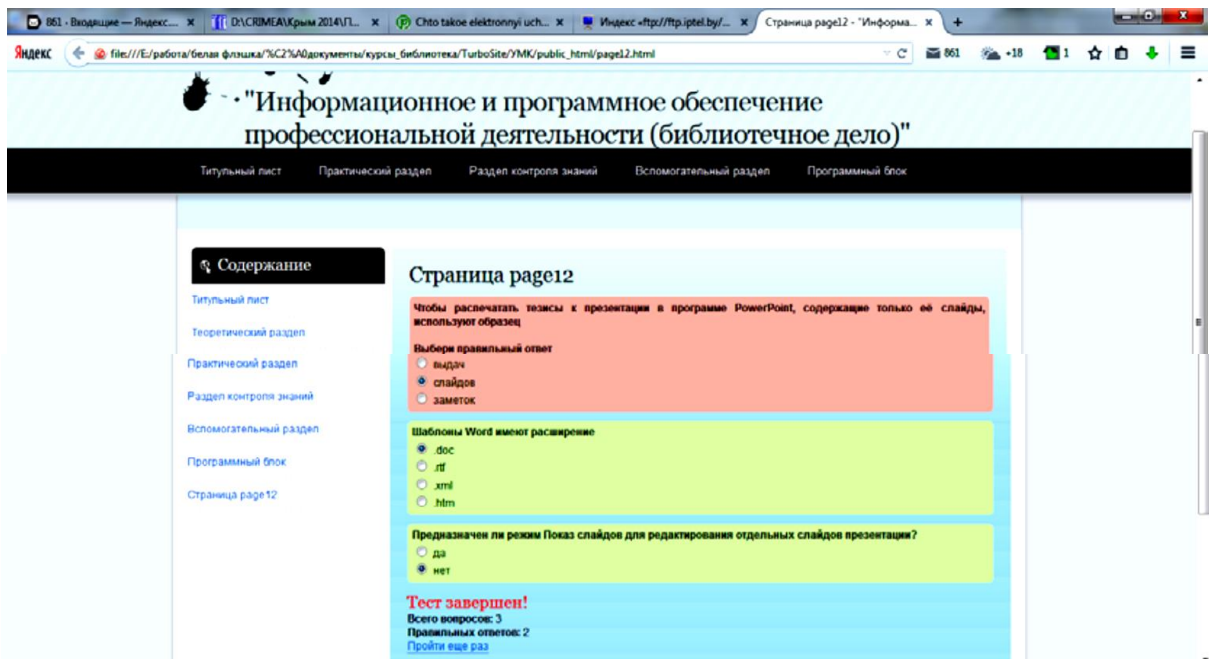 861 · Входящие — Яндекс....
D:\CRIMEA\Крым 2014\П...
Chto takoe elektronnyi uch...
Индекс «ftp://ftp.iptel.by/...
Страница page12 - "Информа...
Яндекс
file:///E:/работа/белая флэшка/%C2%A0документы/курсы_библиотека/TurboSite/УМК/public_html/page12.html
861
+18
1
"Информационное и программное обеспечение
профессиональной деятельности (библиотечное дело)"
Титульный лист Практический раздел Раздел контроля знаний Вспомогательный раздел Программный блок
Содержание
Титульный лист
Теоретический раздел
Практический раздел
Раздел контроля знаний
Вспомогательный раздел
Программный блок
Страница page12
Страница page12
Чтобы распечатать тезисы к презентации в программе PowerPoint, содержащие только её слайды,
используют образец
Выбери правильный ответ
выдач
слайдов
заметок
Шаблоны Word имеют расширение
.doc
.rtf
.xml
.htm
Предназначен ли режим Показ слайдов для редактирования отдельных слайдов презентации?
да
нет
Тест завершен!
Всего вопросов: 3
Правильных ответов: 2
Пройти еще раз